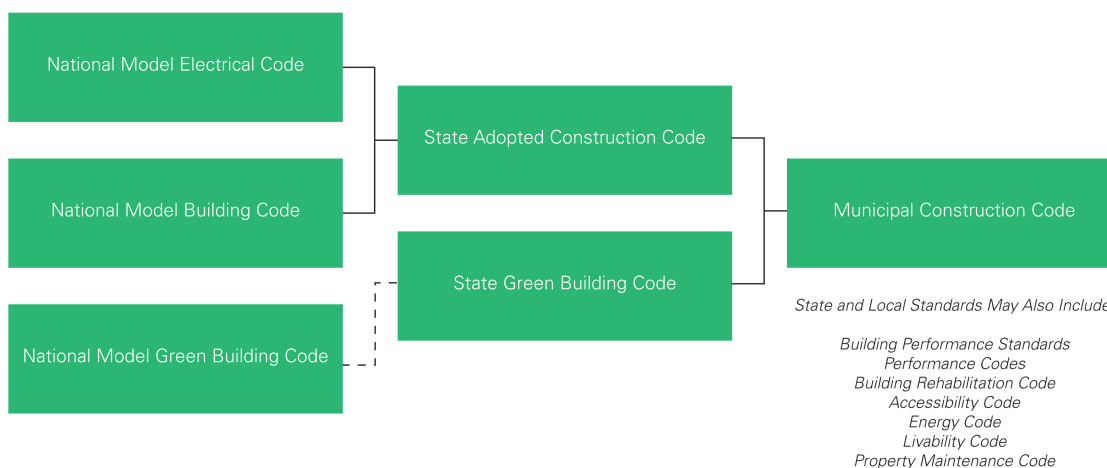 National Model Electrical Code
National Model Building Code
National Model Green Building Code
State Adopted Construction Code
State Green Building Code
Municipal Construction Code
State and Local Standards May Also Include
Building Performance Standards
Performance Codes
Building Rehabilitation Code
Accessibility Code
Energy Code
Livability Code
Property Maintenance Code